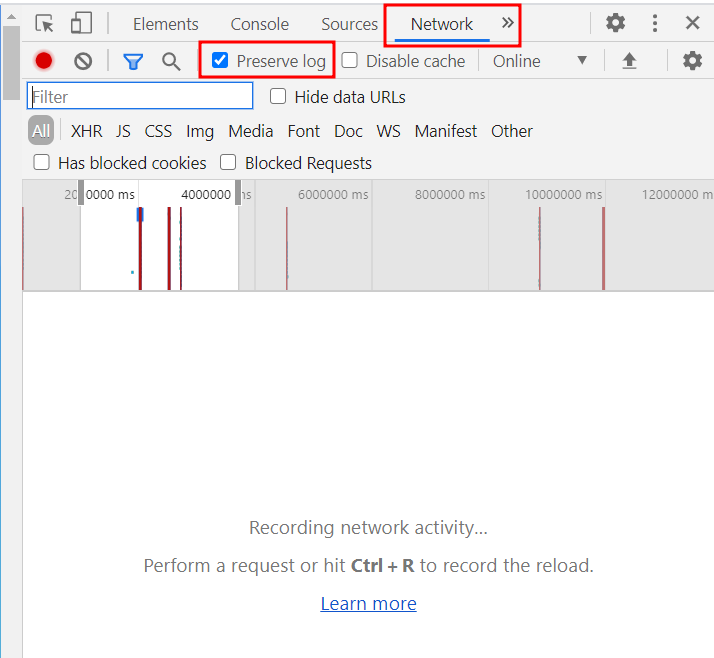 Elements Console Sources Network »
Preserve log Disable cache Online
Filter Hide data URLs
All XHR JS CSS Img Media Font Doc WS Manifest Other
Has blocked cookies Blocked Requests
20 0000 ms 4000000 ms 6000000 ms 8000000 ms 10000000 ms 12000000 m
Recording network activity...
Perform a request or hit Ctrl + R to record the reload.
Learn more